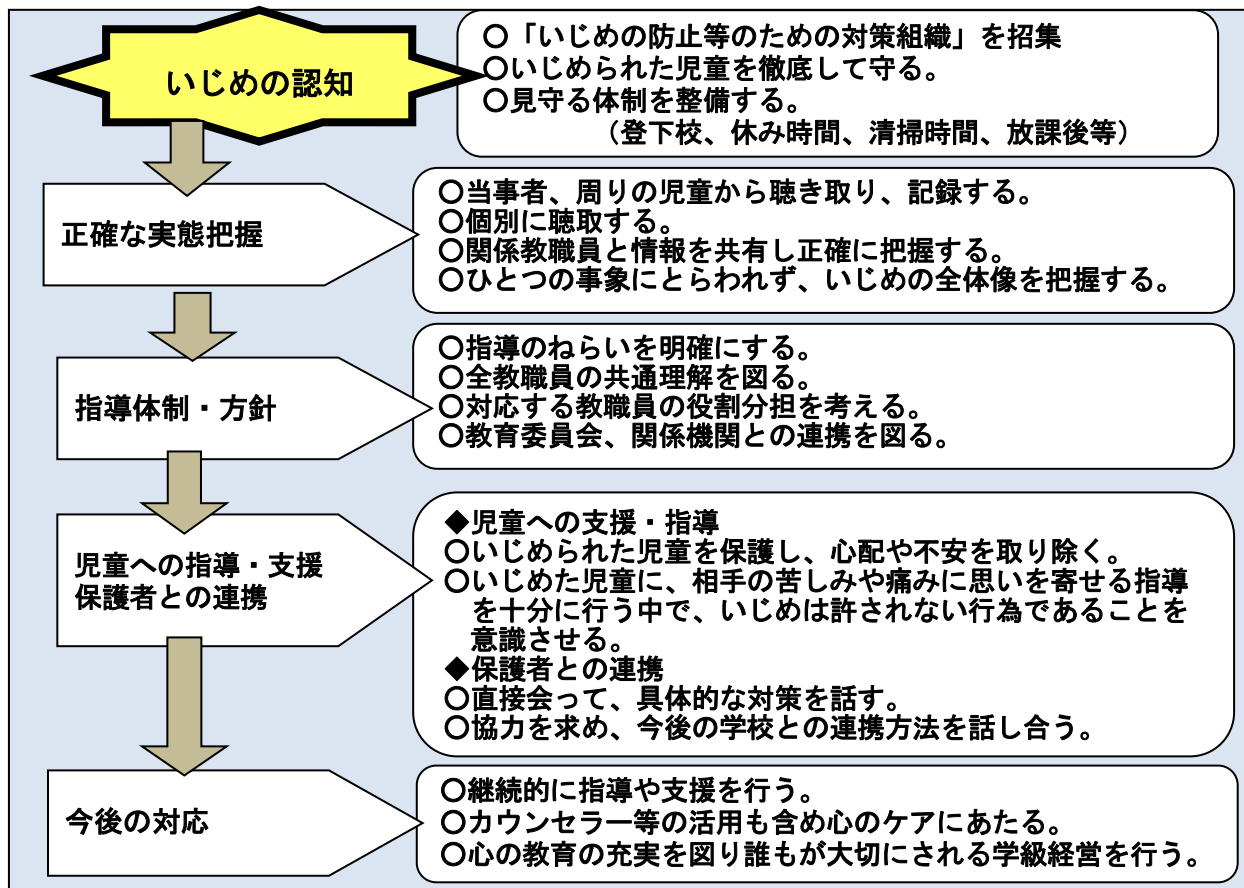 いじめの認知
○「いじめの防止等のための対策組織」を招集
○いじめられた児童を徹底して守る。
○見守る体制を整備する。
（登下校、休み時間、清掃時間、放課後等）
正確な実態把握
○当事者、周りの児童から聴き取り、記録する。
○個別に聴取する。
○関係教職員と情報を共有し正確に把握する。
○ひとつの事象にとらわれず、いじめの全体像を把握する。
指導体制・方針
○指導のねらいを明確にする。
○全教職員の共通理解を図る。
○対応する教職員の役割分担を考える。
○教育委員会、関係機関との連携を図る。
児童への指導・支援
保護者との連携
◆児童への支援・指導
○いじめられた児童を保護し、心配や不安を取り除く。
○いじめた児童に、相手の苦しみや痛みに思いを寄せる指導
を十分に行う中で、いじめは許されない行為であることを
意識させる。
◆保護者との連携
○直接会って、具体的な対策を話す。
○協力を求め、今後の学校との連携方法を話し合う。
今後の対応
○継続的に指導や支援を行う。
○カウンセラー等の活用も含め心のケアにあたる。
○心の教育の充実を図り誰もが大切にされる学級経営を行う。